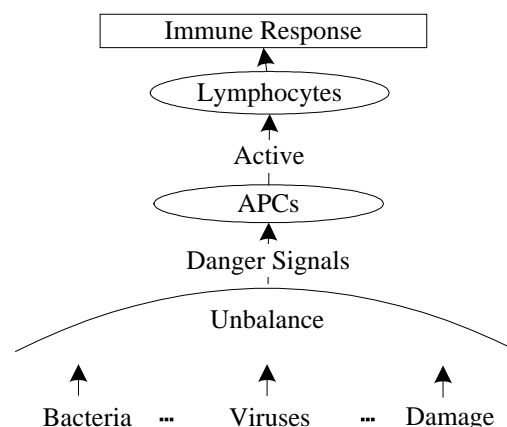 Immune Response
Lymphocytes
Active
APCs
Danger Signals
Unbalance
Bacteria ... Viruses ... Damage